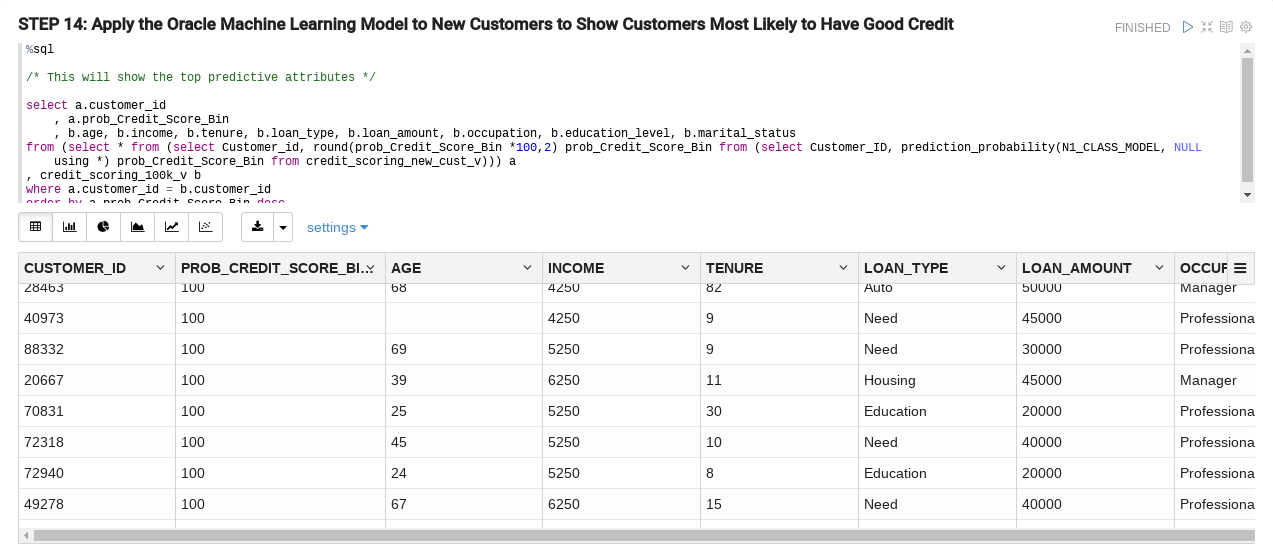 STEP 14: Apply the Oracle Machine Learning Model to New Customers to Show Customers Most Likely to Have Good Credit
FINISHED
%sql
/* This will show the top predictive attributes */
select a.customer_id
, a.prob_Credit_Score_Bin
, b.age, b.income, b.tenure, b.loan_type, b.loan_amount, b.occupation, b.education_level, b.marital_status
from (select * from (select Customer_id, round(prob_Credit_Score_Bin *100,2) prob_Credit_Score_Bin from (select Customer_ID, prediction_probability(N1_CLASS_MODEL, NULL
using *) prob_Credit_Score_Bin from credit_scoring_new_cust_v))) a
, credit_scoring_100k_v b
where a.customer_id = b.customer_id
order by a.prob_Credit_Score_Bin desc
settings
CUSTOMER_ID PROB_CREDIT_SCORE_BI... AGE INCOME TENURE LOAN_TYPE LOAN_AMOUNT OCCUP
28463 100 68 4250 82 Auto 50000 Manager
40973 100 4250 9 Need 45000 Professiona
88332 100 69 5250 9 Need 30000 Professiona
20667 100 39 6250 11 Housing 45000 Manager
70831 100 25 5250 30 Education 20000 Professiona
72318 100 45 5250 10 Need 40000 Professiona
72940 100 24 5250 8 Education 20000 Professiona
49278 100 67 6250 15 Need 40000 Professiona